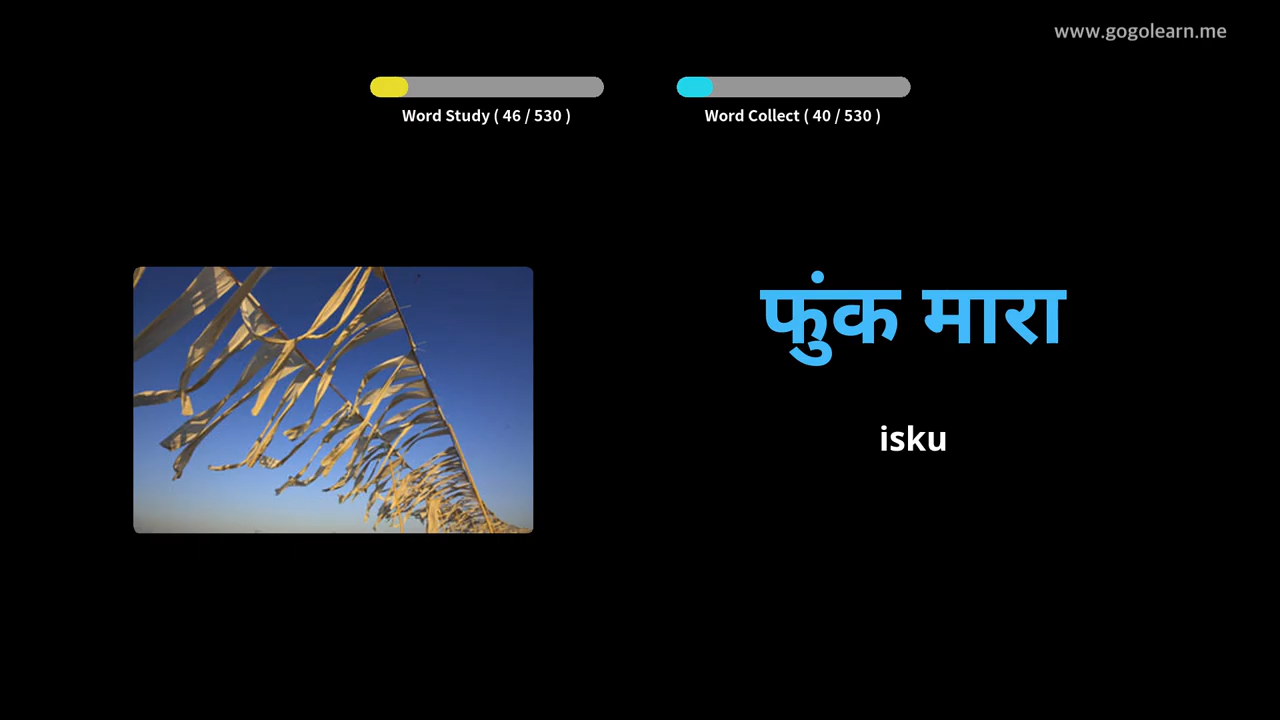 www.gogolearn.me
Word Study ( 46 / 530 )
Word Collect ( 40 / 530 )
फुंक मारा
isku